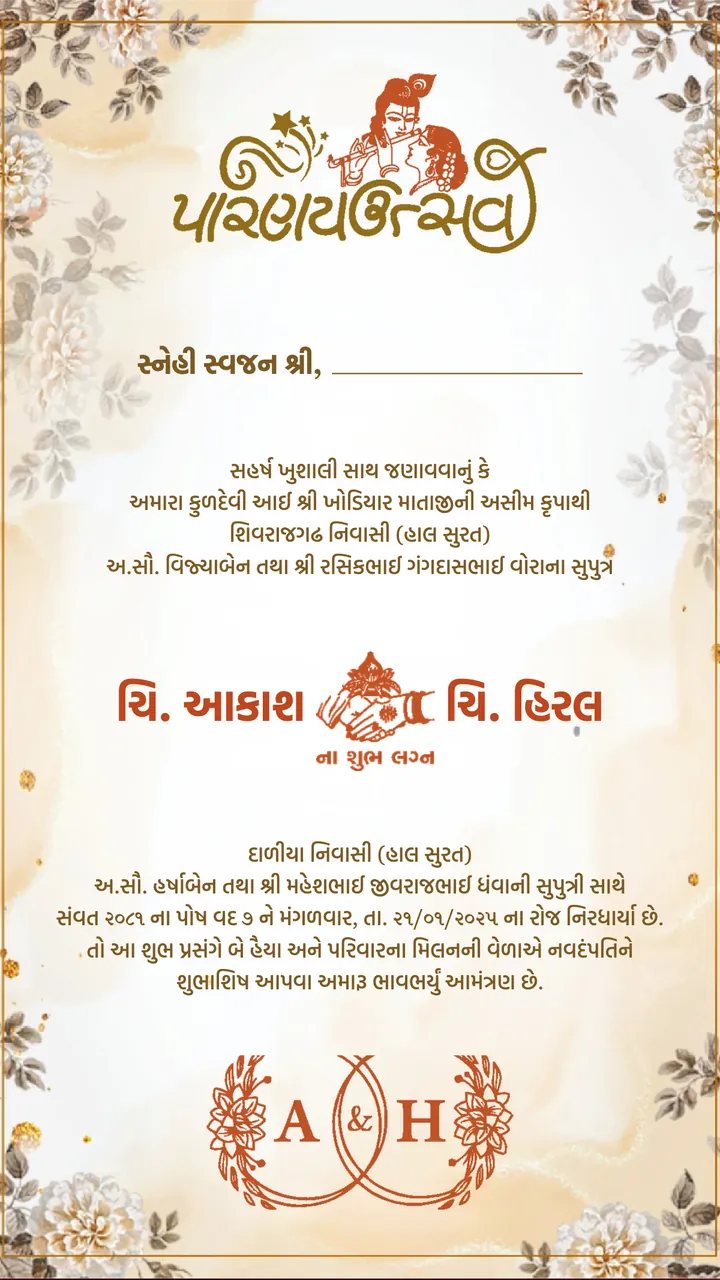 પરિણયઉત્સવ
સ્નેહી સ્વજન શ્રી, ____________________
સહર્ષ ખુશાલી સાથ જણાવવાનું કે
અમારા કુળદેવી આઈ શ્રી ખોડિયાર માતાજીની અસીમ કૃપાથી
શિવરાજગઢ નિવાસી (હાલ સુરત)
અ.સૌ. વિજ્યાબેન તથા શ્રી રસિકભાઈ ગંગદાસભાઈ વોરાના સુપુત્ર
ચિ. આકાશ ચિ. હિરલ
ના શુભ લગ્ન
દાળીયા નિવાસી (હાલ સુરત)
અ.સૌ. હર્ષાબેન તથા શ્રી મહેશભાઈ જીવરાજભાઈ ધંવાની સુપુત્રી સાથે
સંવત ૨૦૮૧ ના પોષ વદ ૭ ને મંગળવાર, તા. ૨૧/૦૧/૨૦૨૫ ના રોજ નિરધાર્યા છે.
તો આ શુભ પ્રસંગે બે હૈયા અને પરિવારના મિલનની વેળાએ નવદંપતિને
શુભાશિષ આપવા અમારૂ ભાવભર્યું આમંત્રણ છે.
A & H